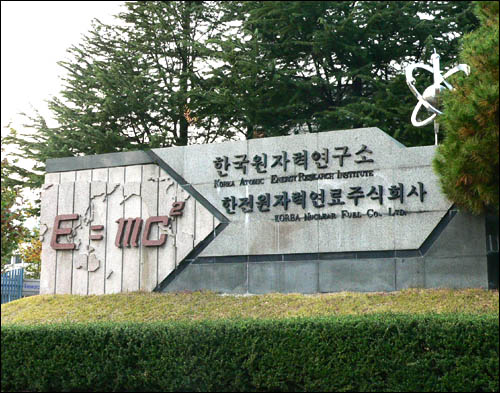 E = mc²
한국원자력연구소
KOREA ATOMIC ENERGY RESEARCH INSTITUTE
한전원자력연료주식회사
KOREA NUCLEAR FUEL CO., LTD.